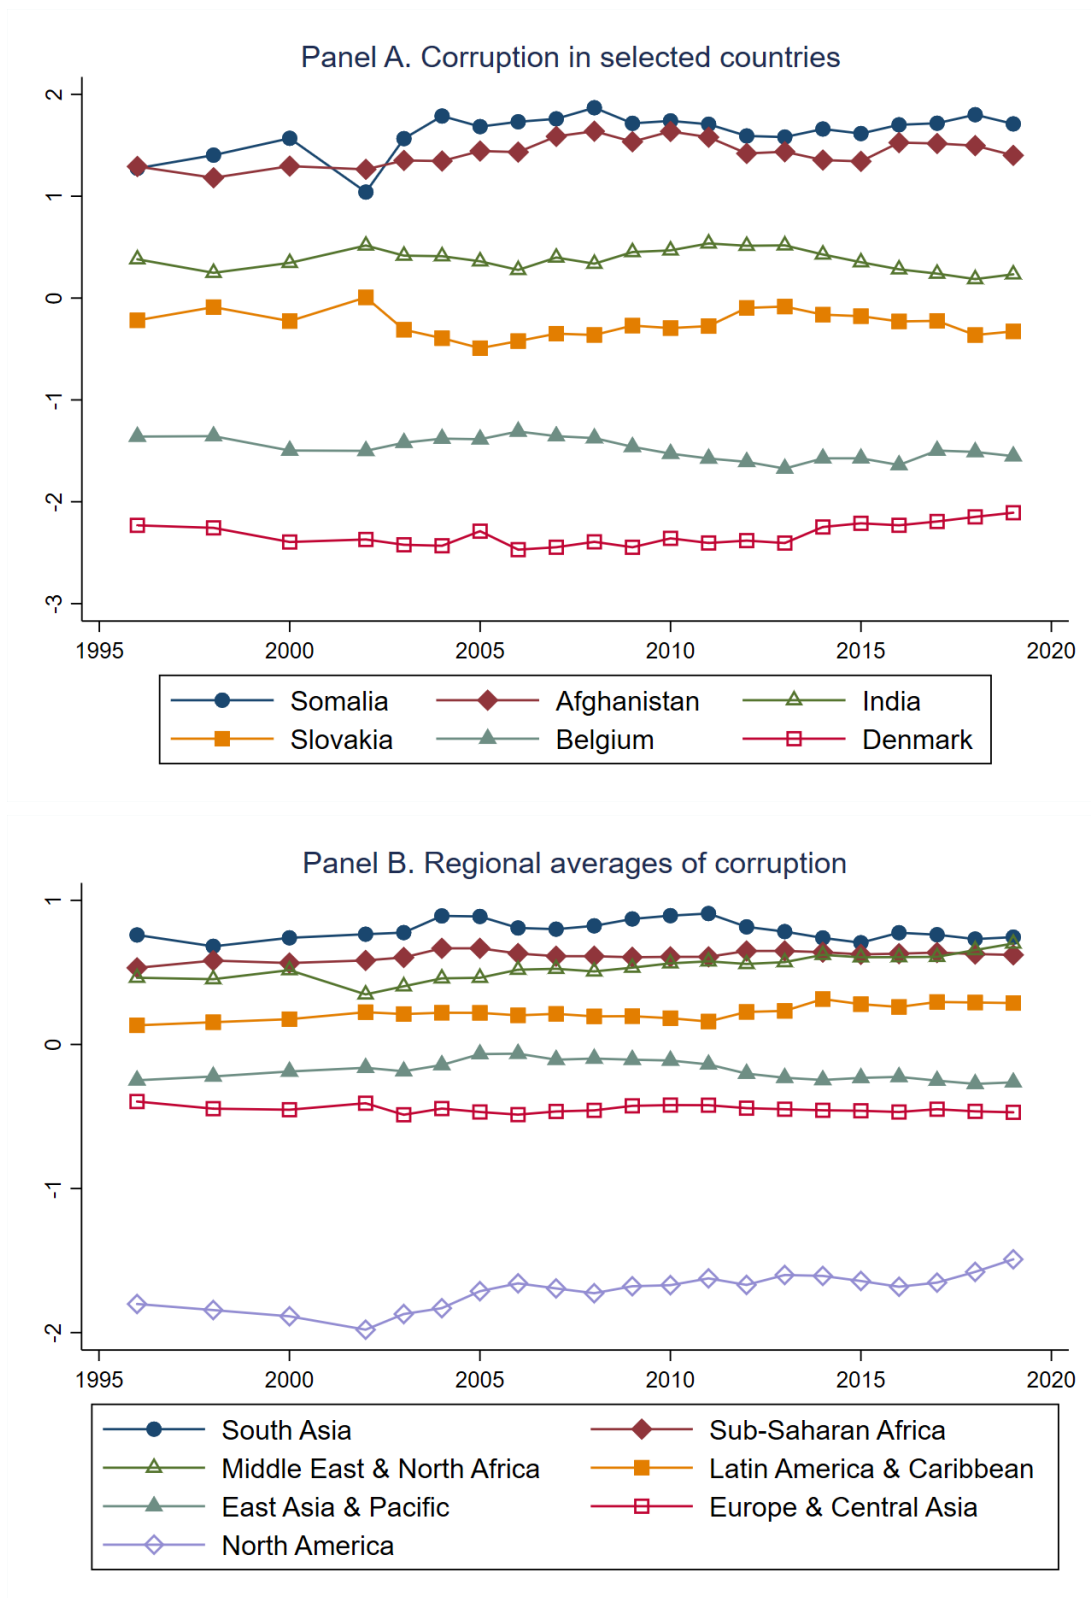 Panel A. Corruption in selected countries
2
1
0
-1
-2
-3
1995 2000 2005 2010 2015 2020
Somalia Afghanistan India
Slovakia Belgium Denmark
Panel B. Regional averages of corruption
1
0
-1
-2
1995 2000 2005 2010 2015 2020
South Asia Sub-Saharan Africa
Middle East & North Africa Latin America & Caribbean
East Asia & Pacific Europe & Central Asia
North America